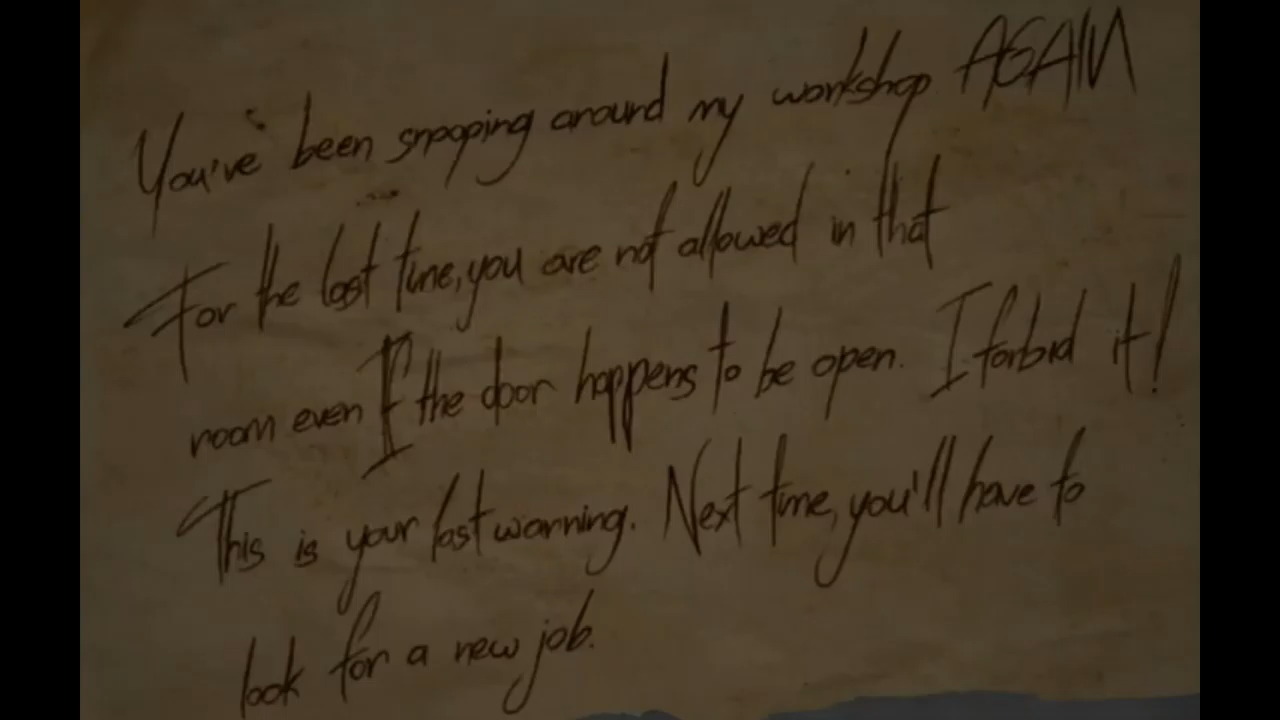 You've been snooping around my workshop AGAIN
For the last time, you are not allowed in that
room even If the door happens to be open. I forbid it!
This is your last warning. Next time, you'll have to
look for a new job.